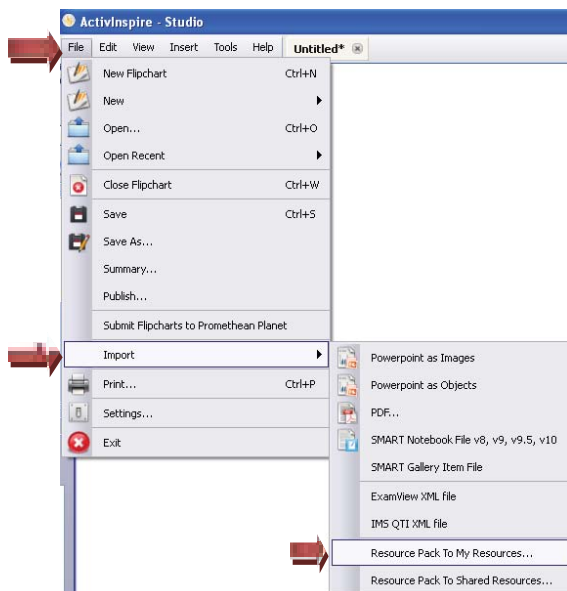 ActivInspire - Studio
File Edit View Insert Tools Help Untitled*
New Flipchart Ctrl+N
New
Open... Ctrl+O
Open Recent
Close Flipchart Ctrl+W
Save Ctrl+S
Save As...
Summary...
Publish...
Submit Flipcharts to Promethean Planet
Import
Print... Ctrl+P
Settings...
Exit
Powerpoint as Images
Powerpoint as Objects
PDF...
SMART Notebook File v8, v9, v9.5, v10
SMART Gallery Item File
ExamView XML file
IMS QTI XML file
Resource Pack To My Resources...
Resource Pack To Shared Resources...